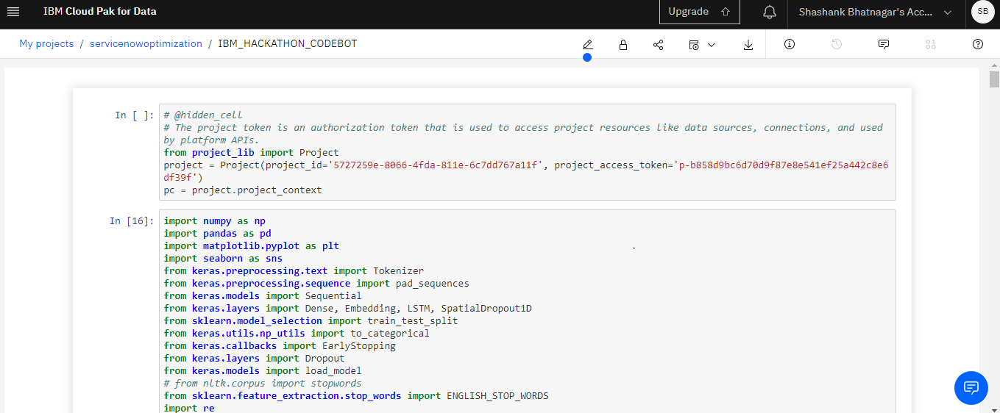 IBM Cloud Pak for Data
Upgrade
Shashank Bhatnagar's Acc...
SB
My projects / servicenowoptimization / IBM_HACKATHON_CODEBOT
In [ ]:
# @hidden_cell
# The project token is an authorization token that is used to access project resources like data sources, connections, and used
by platform APIs.
from project_lib import Project
project = Project(project_id='5727259e-8066-4fda-811e-6c7dd767a11f', project_access_token='p-b858d9bc6d70d9f87e8e541ef25a442c8e6
df39f')
pc = project.project_context
In [16]:
import numpy as np
import pandas as pd
import matplotlib.pyplot as plt
import seaborn as sns
from keras.preprocessing.text import Tokenizer
from keras.preprocessing.sequence import pad_sequences
from keras.models import Sequential
from keras.layers import Dense, Embedding, LSTM, SpatialDropout1D
from sklearn.model_selection import train_test_split
from keras.utils.np_utils import to_categorical
from keras.callbacks import EarlyStopping
from keras.layers import Dropout
from keras.models import load_model
# from nltk.corpus import stopwords
from sklearn.feature_extraction.stop_words import ENGLISH_STOP_WORDS
import re